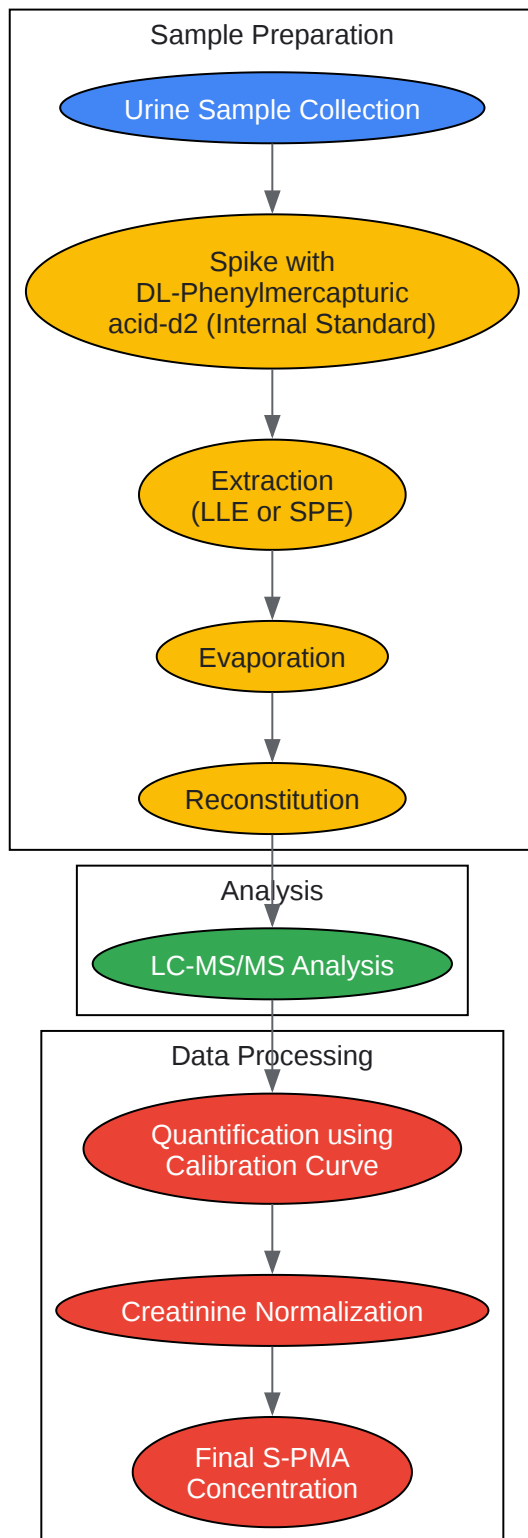 Sample Preparation
Urine Sample Collection
Spike with
DL-Phenylmercapturic
acid-d2 (Internal Standard)
Extraction
(LLE or SPE)
Evaporation
Reconstitution
Analysis
LC-MS/MS Analysis
Data Processing
Quantification using
Calibration Curve
Creatinine Normalization
Final S-PMA
Concentration